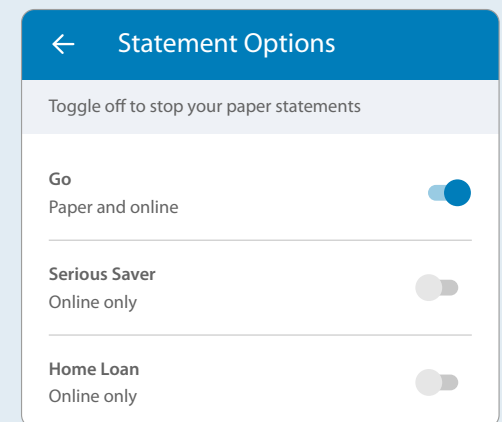 Statement Options
Toggle off to stop your paper statements
Go
Paper and online
Serious Saver
Online only
Home Loan
Online only